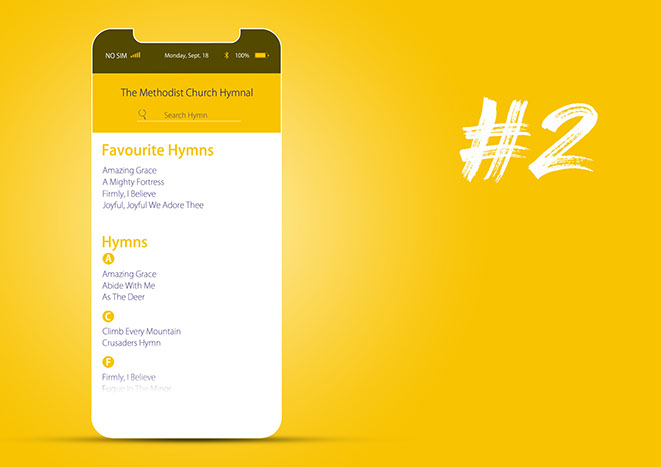 NO SIM Monday, Sept. 18 100%
The Methodist Church Hymnal
Search Hymn
#2
Favourite Hymns
Amazing Grace
A Mighty Fortress
Firmly, I Believe
Joyful, Joyful We Adore Thee
Hymns
A
Amazing Grace
Abide With Me
As The Deer
C
Climb Every Mountain
Crusaders Hymn
F
Firmly, I Believe
In The